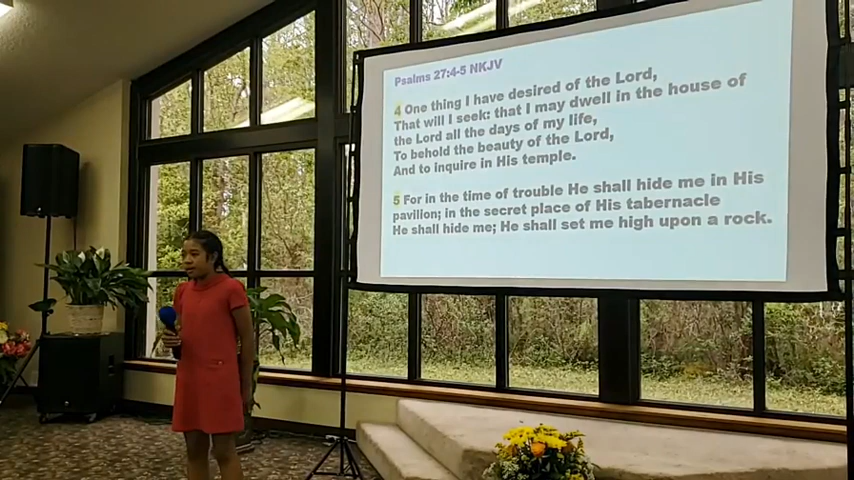 Psalms 27:4-5 NKJV
4 One thing I have desired of the Lord,
That will I seek: that I may dwell in the house of
the Lord all the days of my life,
To behold the beauty of the Lord,
And to inquire in His temple.
5 For in the time of trouble He shall hide me in His
pavilion; in the secret place of His tabernacle
He shall hide me; He shall set me high upon a rock.